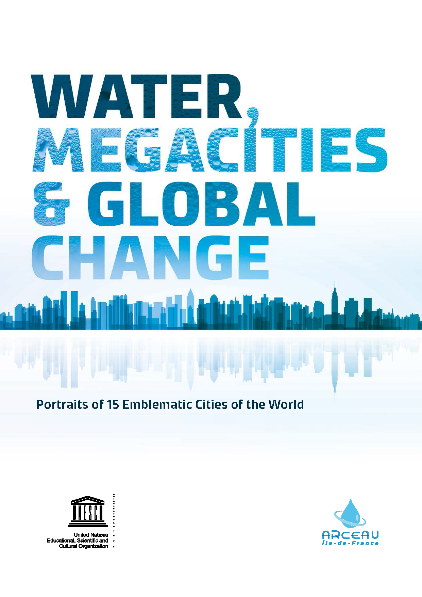 WATER,
MEGACITIES
& GLOBAL
CHANGE
Portraits of 15 Emblematic Cities of the World
UNESCO
United Nations
Educational, Scientific and
Cultural Organization
ARCEAU
Île-de-France